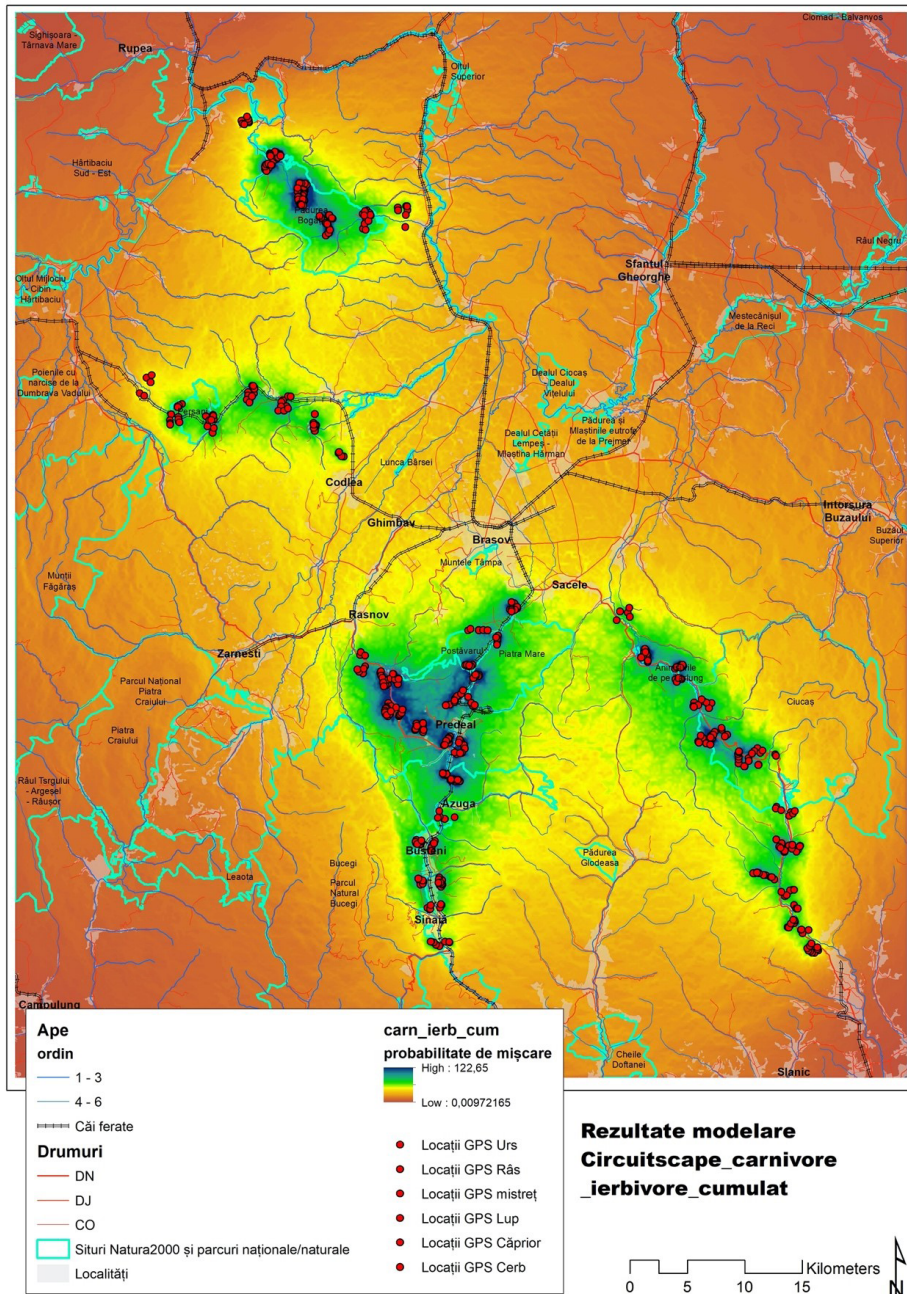 Ciomad - Balvanyos
Sighișoara -
Târnava Mare
Rupea
Oltul
Superior
Hârtibaciu
Sud - Est
Pădurea
Râul Negru
Sfantul
Gheorghe
Oltul Mijlociu
- Cibin -
Hârtibaciu
Mestecănișul
de la Reci
Poienile cu
narcise de la
Dumbrava Vadului
Dealul Ciocaș
- Dealul
Vițelului
Pădurea și
Mlaștinile eutrofe
de la Prejmer
Dealul Cetății
Lempeș -
Mlaștina Hărman
Lunca Bârsei
Codlea
Ghimbav
Intorsura
Buzaului
Buzăul
Superior
Brasov
Muntele Tâmpa
Munții
Făgăraș
Sacele
Rasnov
Zarnesti
Postăvarul
Piatra Mare
Parcul Național
Piatra
Craiului
Ciucaș
Predeal
Piatra
Craiului
Râul Tsrgului
- Argeșel
- Râușor
Azuga
Busteni
Bucegi
Pădurea
Glodeasa
Leaota
Parcul
Natural
Bucegi
Sinaia
Campulung
Cheile
Doftanei
Slanic
Ape
ordin
1 - 3
4 - 6
Căi ferate
Drumuri
DN
DJ
CO
Situri Natura2000 și parcuri naționale/naturale
Localități
carn_ierb_cum
probabilitate de mișcare
High : 122,65
Low : 0,00972165
Locații GPS Urs
Locații GPS Râs
Locații GPS mistreț
Locații GPS Lup
Locații GPS Căprior
Locații GPS Cerb
Rezultate modelare
Circuitscape_carnivore
_ierbivore_cumulat
Kilometers
0 5 10 15
N